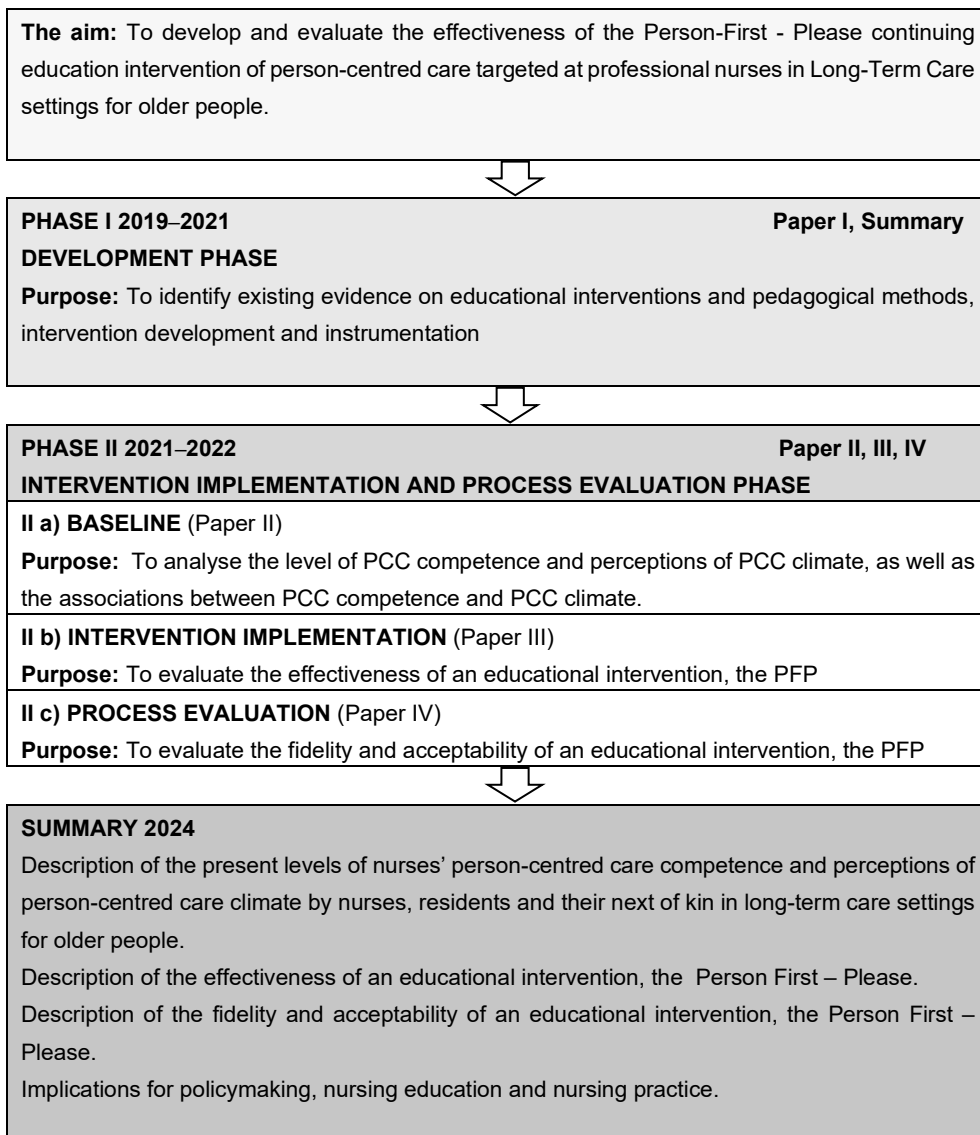 The aim: To develop and evaluate the effectiveness of the Person-First - Please continuing
education intervention of person-centred care targeted at professional nurses in Long-Term Care
settings for older people.
PHASE I 2019–2021 Paper I, Summary
DEVELOPMENT PHASE
Purpose: To identify existing evidence on educational interventions and pedagogical methods,
intervention development and instrumentation
PHASE II 2021–2022 Paper II, III, IV
INTERVENTION IMPLEMENTATION AND PROCESS EVALUATION PHASE
II a) BASELINE (Paper II)
Purpose: To analyse the level of PCC competence and perceptions of PCC climate, as well as
the associations between PCC competence and PCC climate.
II b) INTERVENTION IMPLEMENTATION (Paper III)
Purpose: To evaluate the effectiveness of an educational intervention, the PFP
II c) PROCESS EVALUATION (Paper IV)
Purpose: To evaluate the fidelity and acceptability of an educational intervention, the PFP
SUMMARY 2024
Description of the present levels of nurses’ person-centred care competence and perceptions of
person-centred care climate by nurses, residents and their next of kin in long-term care settings
for older people.
Description of the effectiveness of an educational intervention, the Person First – Please.
Description of the fidelity and acceptability of an educational intervention, the Person First –
Please.
Implications for policymaking, nursing education and nursing practice.